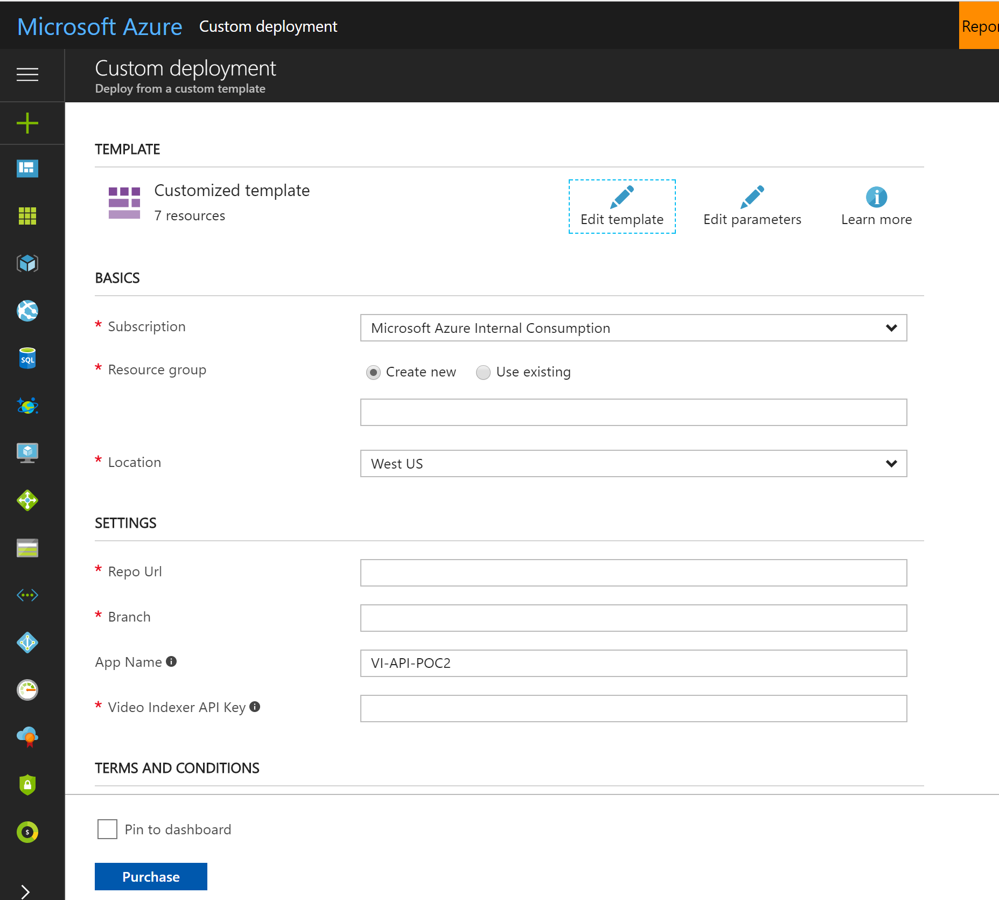 Microsoft Azure Custom deployment
Repor
Custom deployment
Deploy from a custom template
TEMPLATE
Customized template
7 resources
Edit template
Edit parameters
Learn more
BASICS
* Subscription
Microsoft Azure Internal Consumption
* Resource group
Create new
Use existing
* Location
West US
SETTINGS
* Repo Url
* Branch
App Name
VI-API-POC2
* Video Indexer API Key
TERMS AND CONDITIONS
Pin to dashboard
Purchase
SQL
$